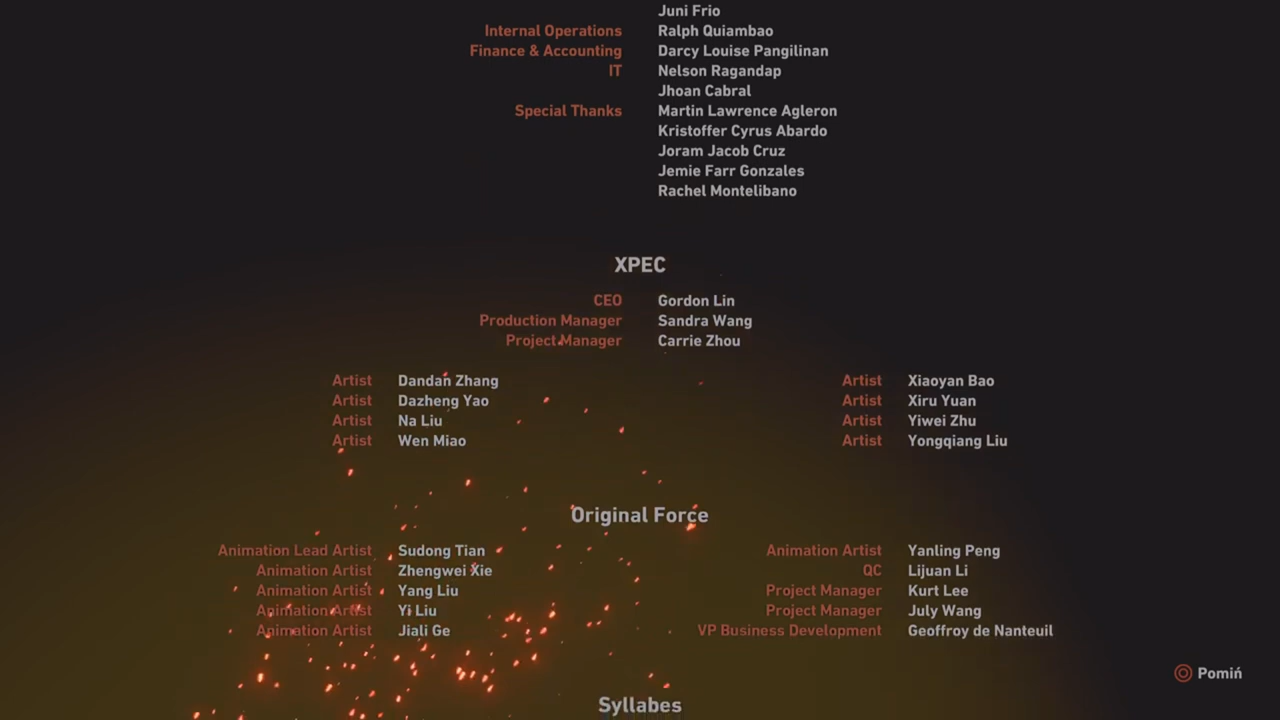 Juni Frio
Internal Operations Ralph Quiambao
Finance & Accounting Darcy Louise Pangilinan
IT Nelson Ragandap
Jhoan Cabral
Special Thanks Martin Lawrence Agleron
Kristoffer Cyrus Abardo
Joram Jacob Cruz
Jemie Farr Gonzales
Rachel Montelibano
XPEC
CEO Gordon Lin
Production Manager Sandra Wang
Project Manager Carrie Zhou
Artist Dandan Zhang Artist Xiaoyan Bao
Artist Dazheng Yao Artist Xiru Yuan
Artist Na Liu Artist Yiwei Zhu
Artist Wen Miao Artist Yongqiang Liu
Original Force
Animation Lead Artist Sudong Tian Animation Artist Yanling Peng
Animation Artist Zhengwei Xie QC Lijuan Li
Animation Artist Yang Liu Project Manager Kurt Lee
Animation Artist Yi Liu Project Manager July Wang
Animation Artist Jiali Ge VP Business Development Geoffroy de Nanteuil
Pomiń
Syllabes